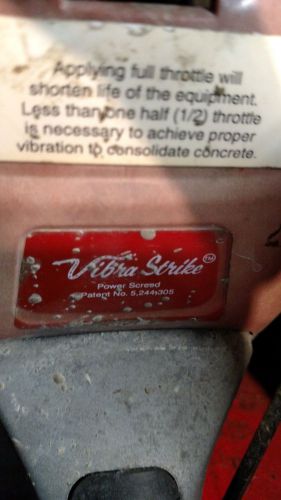 Applying full throttle will
shorten life of the equipment.
Less than one half (1/2) throttle
is necessary to achieve proper
vibration to consolidate concrete.
Vibra Strike™
Power Screed
Patent No. 5,244,305